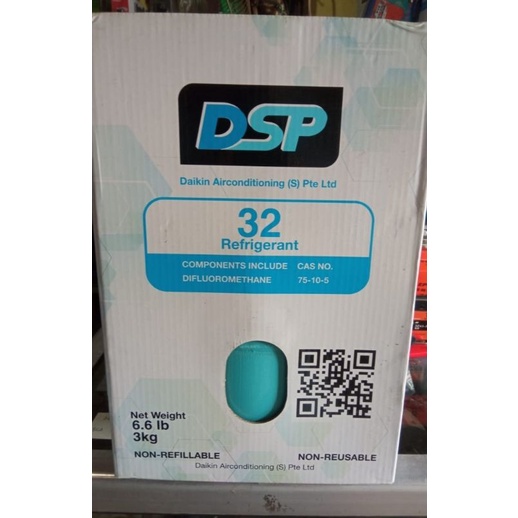 DSP
Daikin Airconditioning (S) Pte Ltd
32
Refrigerant
COMPONENTS INCLUDE CAS NO.
DIFLUOROMETHANE 75-10-5
Net Weight
6.6 lb
3kg
NON-REFILLABLE NON-REUSABLE
Daikin Airconditioning (S) Pte Ltd